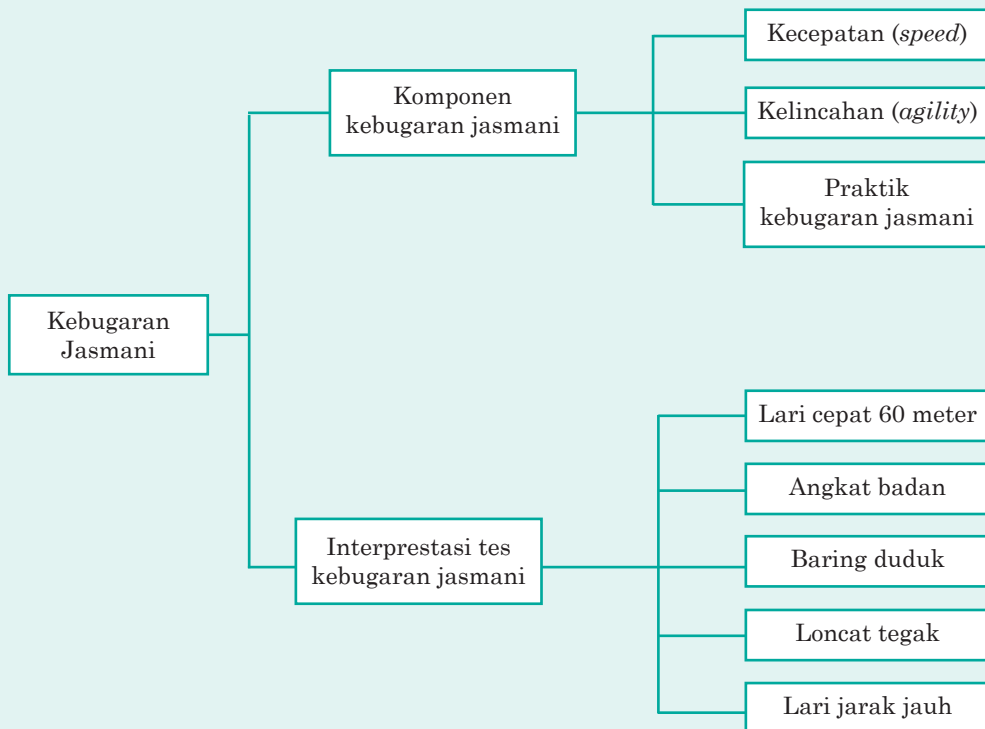 Kebugaran
Jasmani
Komponen
kebugaran jasmani
Kecepatan (speed)
Kelincahan (agility)
Praktik
kebugaran jasmani
Interprestasi tes
kebugaran jasmani
Lari cepat 60 meter
Angkat badan
Baring duduk
Loncat tegak
Lari jarak jauh